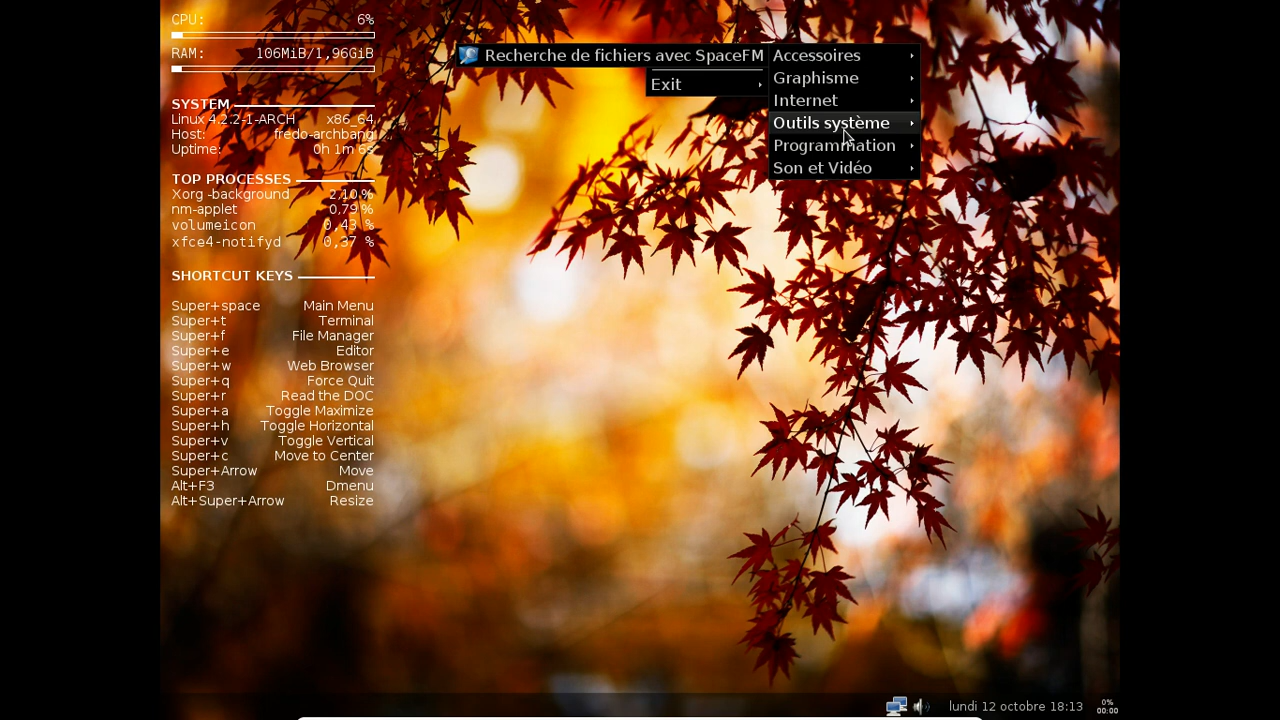 CPU: 6%
RAM: 106MiB/1,96GiB
SYSTEM
Linux 4.2.2-1-ARCH x86_64
Host: fredo-archbang
Uptime: 0h 1m 6s
TOP PROCESSES
Xorg -background 2,10 %
nm-applet 0,79 %
volumeicon 0,43 %
xfce4-notifyd 0,37 %
SHORTCUT KEYS
Super+space Main Menu
Super+t Terminal
Super+f File Manager
Super+e Editor
Super+w Web Browser
Super+q Force Quit
Super+r Read the DOC
Super+a Toggle Maximize
Super+h Toggle Horizontal
Super+v Toggle Vertical
Super+c Move to Center
Super+Arrow Move
Alt+F3 Dmenu
Alt+Super+Arrow Resize
Recherche de fichiers avec SpaceFM
Exit
Accessoires
Graphisme
Internet
Outils système
Programmation
Son et Vidéo
lundi 12 octobre 18:13
0%
00:00